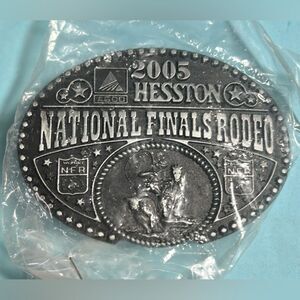 2005
AGCO
HESSTON
NATIONAL FINALS RODEO
NFR
NFR